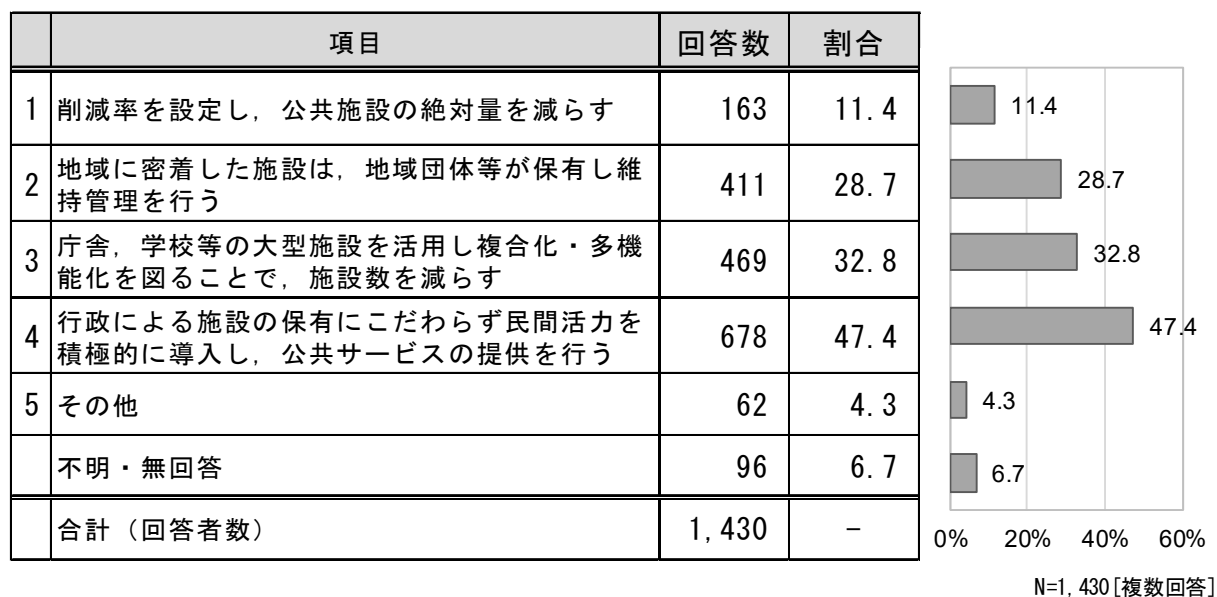 項目 回答数 割合
1 削減率を設定し，公共施設の絶対量を減らす 163 11.4
2 地域に密着した施設は，地域団体等が保有し維
持管理を行う 411 28.7
3 庁舎，学校等の大型施設を活用し複合化・多機
能化を図ることで，施設数を減らす 469 32.8
4 行政による施設の保有にこだわらず民間活力を
積極的に導入し，公共サービスの提供を行う 678 47.4
5 その他 62 4.3
不明・無回答 96 6.7
合計（回答者数） 1,430 −
11.4
28.7
32.8
47.4
4.3
6.7
0% 20% 40% 60%
N=1,430[複数回答]